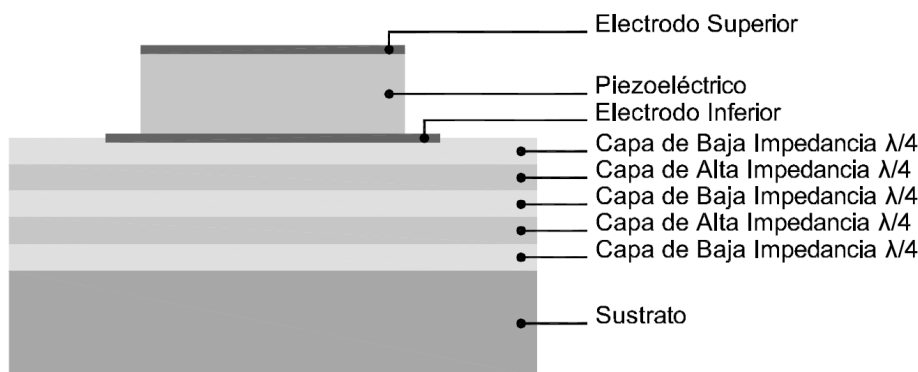 Electrodo Superior
Piezoeléctrico
Electrodo Inferior
Capa de Baja Impedancia λ/4
Capa de Alta Impedancia λ/4
Capa de Baja Impedancia λ/4
Capa de Alta Impedancia λ/4
Capa de Baja Impedancia λ/4
Sustrato